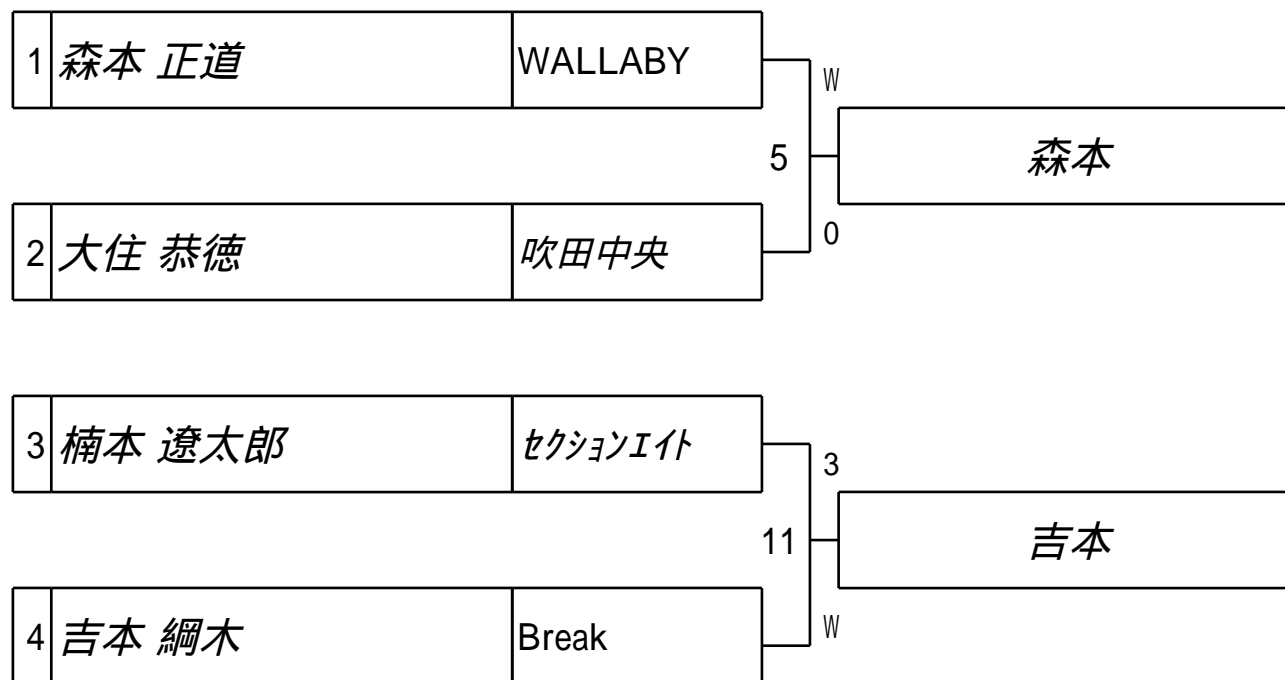 1 森本 正道 WALLABY
W
5 森本
0
2 大住 恭徳 吹田中央
3 楠本 遼太郎 ｾｸｼｮﾝｴｲﾄ
3
11 吉本
W
4 吉本 綱木 Break